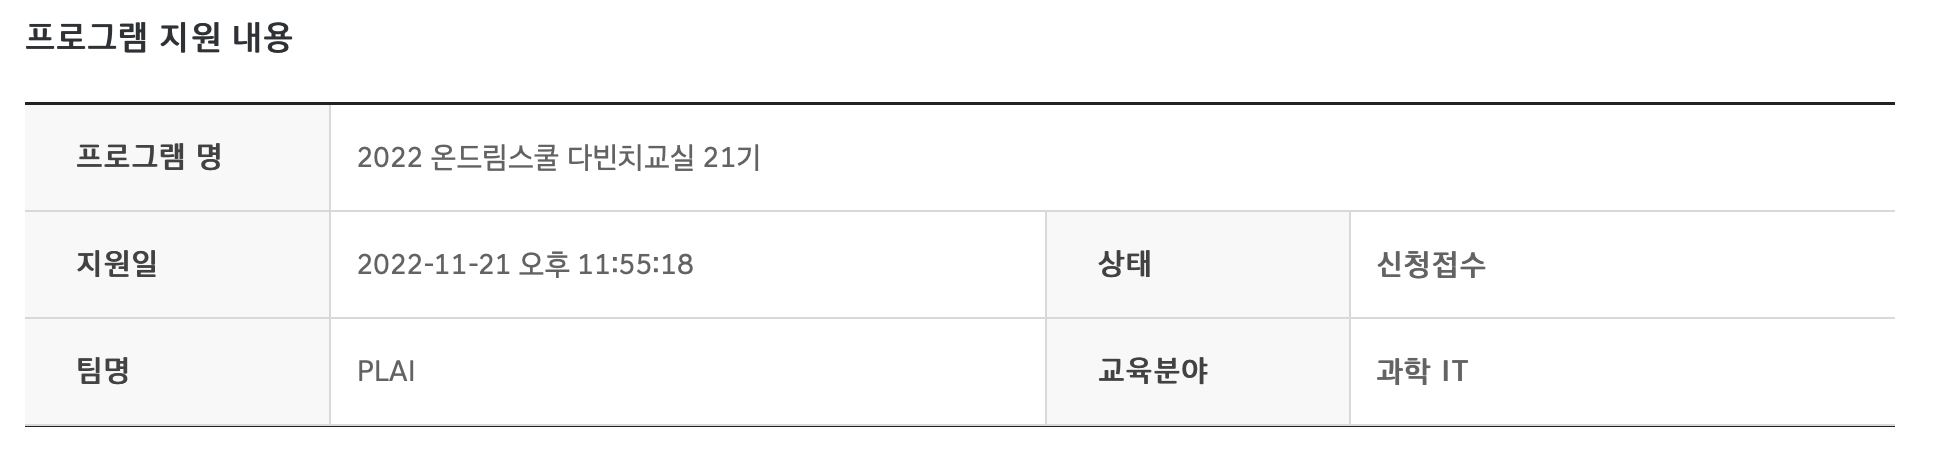 프로그램 지원 내용
프로그램 명 2022 온드림스쿨 다빈치교실 21기
지원일 2022-11-21 오후 11:55:18 상태 신청접수
팀명 PLAI 교육분야 과학 IT